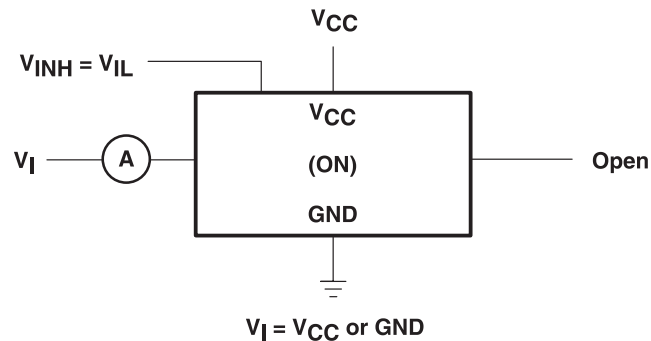 VCC
VINH = VIL
VCC
VI
A
(ON)
Open
GND
VI = VCC or GND